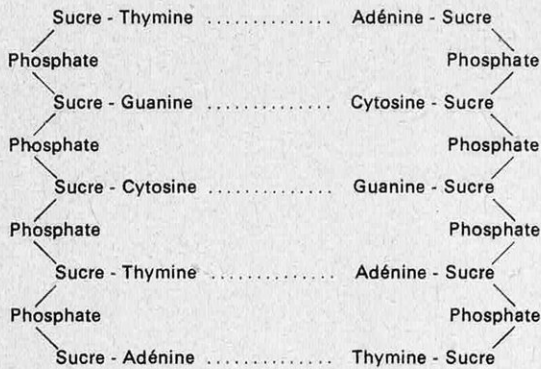 Sucre - Thymine .............. Adénine - Sucre
Phosphate Phosphate
Sucre - Guanine .............. Cytosine - Sucre
Phosphate Phosphate
Sucre - Cytosine .............. Guanine - Sucre
Phosphate Phosphate
Sucre - Thymine .............. Adénine - Sucre
Phosphate Phosphate
Sucre - Adénine .............. Thymine - Sucre